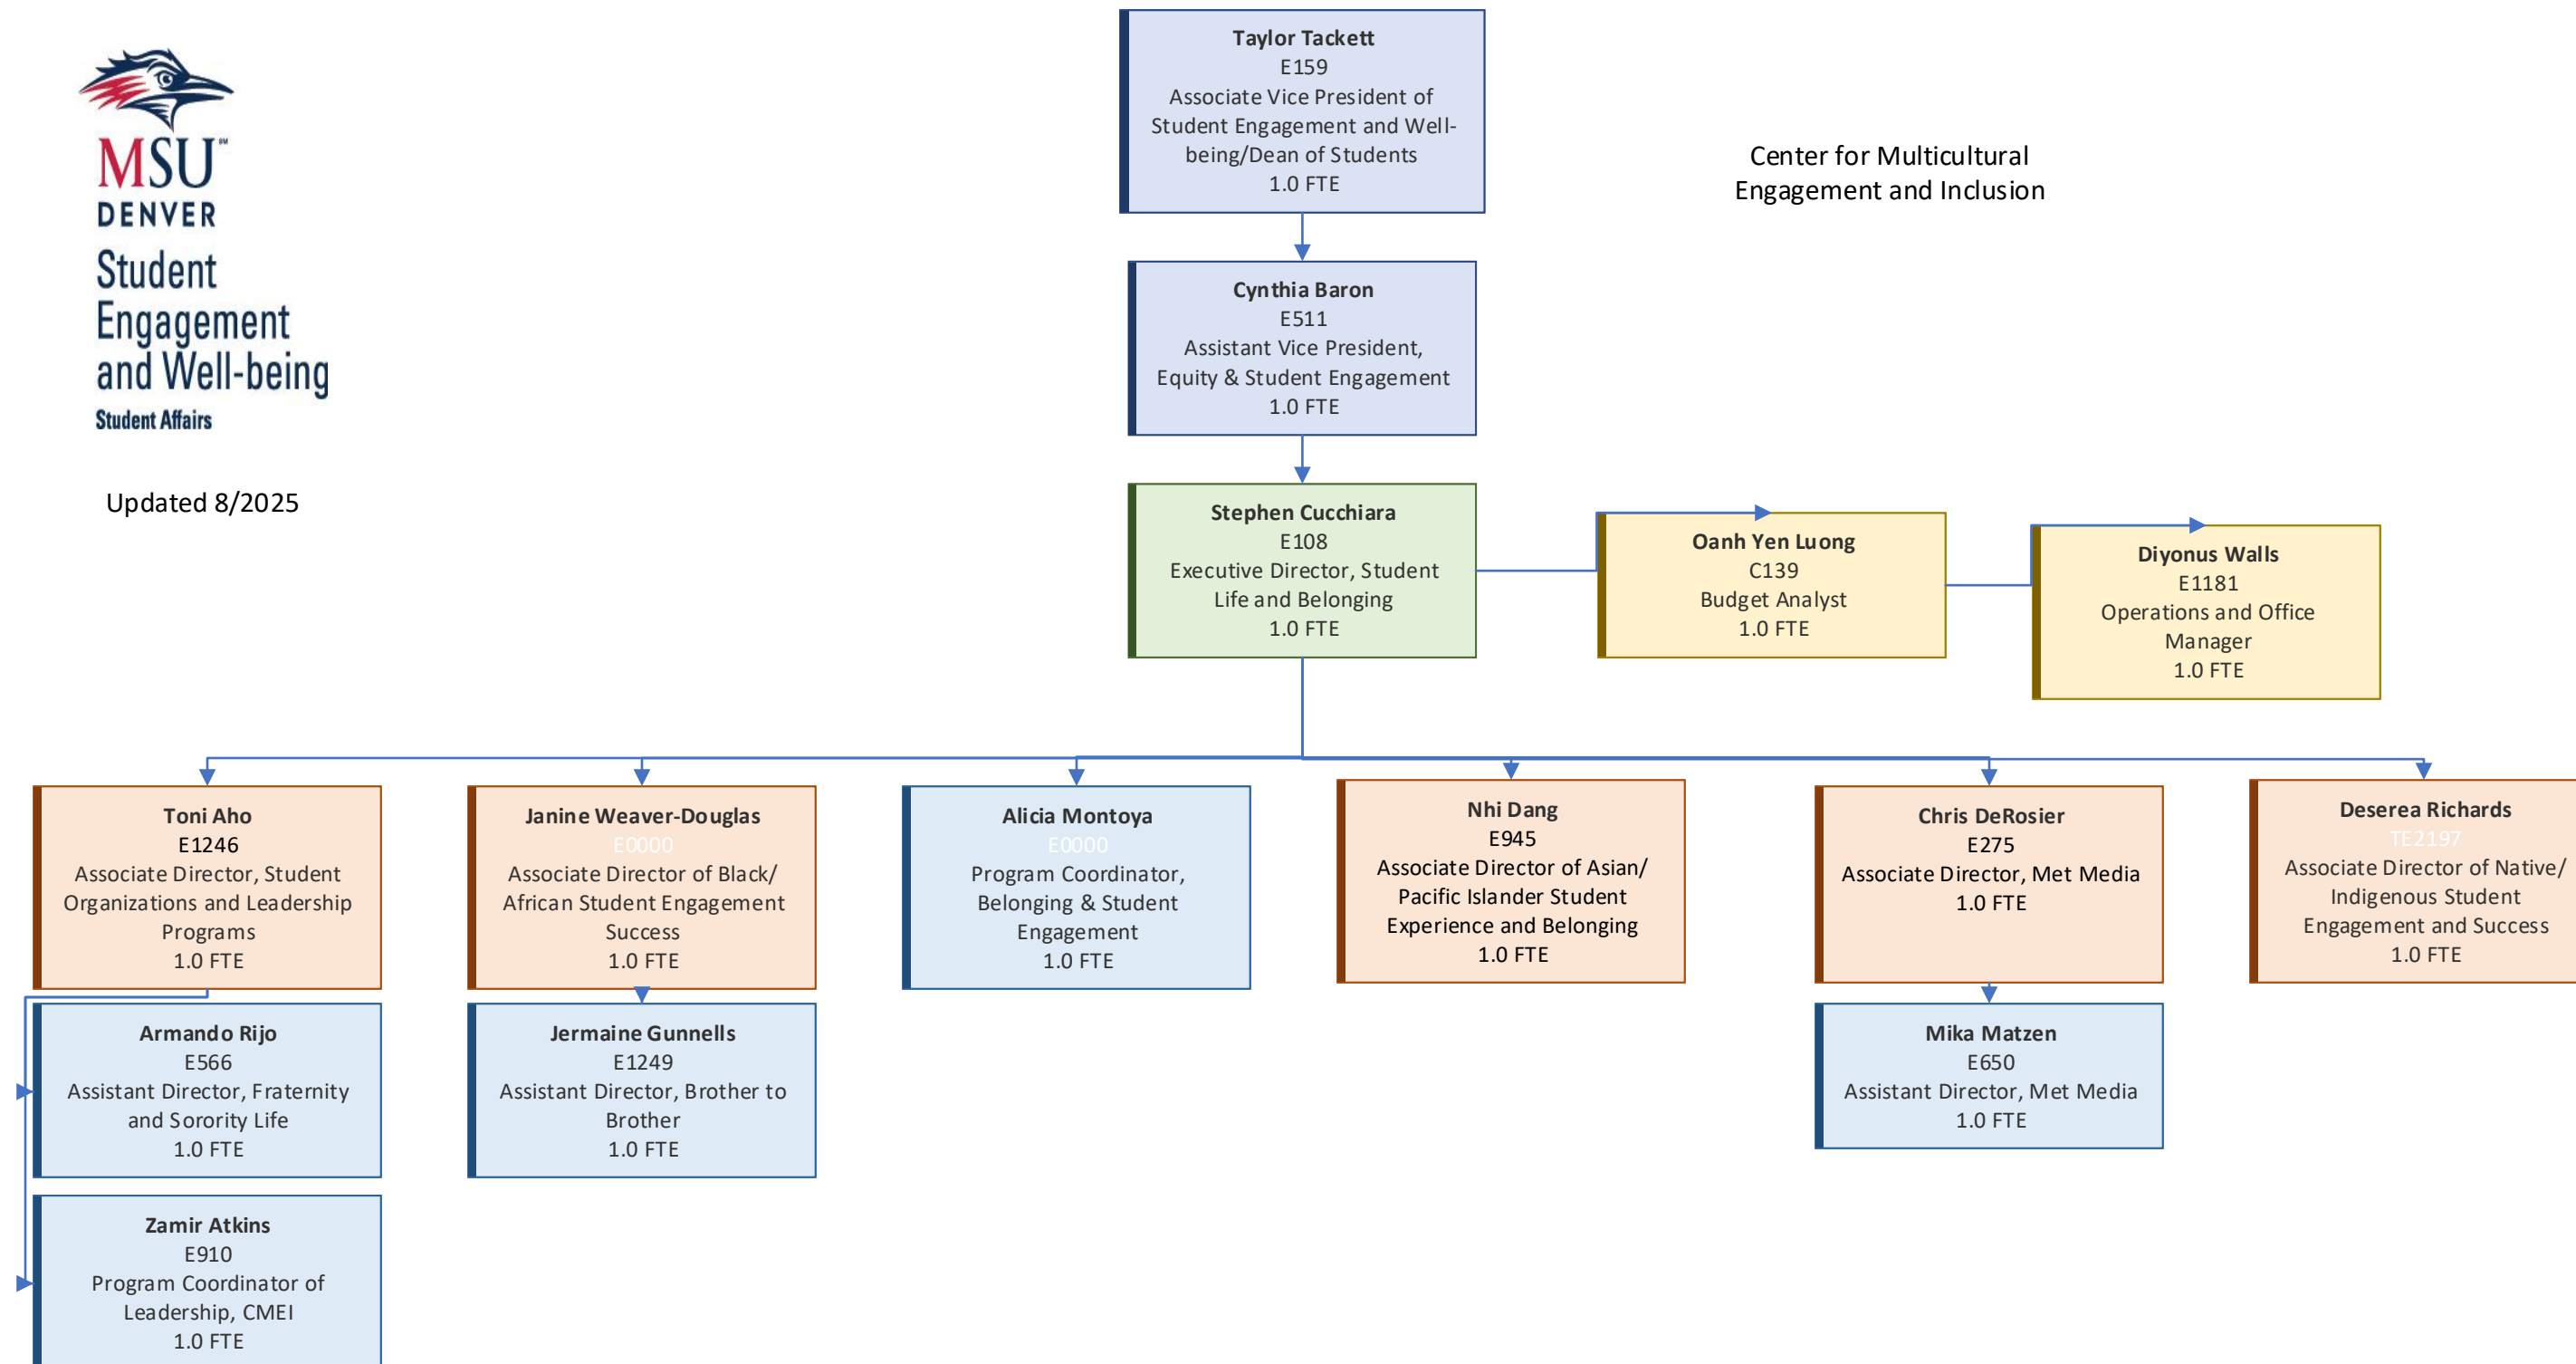 MSU
DENVER
Student
Engagement
and Well-being
Student Affairs
Updated 8/2025
Taylor Tackett
E159
Associate Vice President of
Student Engagement and Well-
being/Dean of Students
1.0 FTE
Center for Multicultural
Engagement and Inclusion
Cynthia Baron
E511
Assistant Vice President,
Equity & Student Engagement
1.0 FTE
Stephen Cucchiara
E108
Executive Director, Student
Life and Belonging
1.0 FTE
Oanh Yen Luong
C139
Budget Analyst
1.0 FTE
Diyonus Walls
E1181
Operations and Office
Manager
1.0 FTE
Toni Aho
E1246
Associate Director, Student
Organizations and Leadership
Programs
1.0 FTE
Janine Weaver-Douglas
E0000
Associate Director of Black/
African Student Engagement
Success
1.0 FTE
Alicia Montoya
E0000
Program Coordinator,
Belonging & Student
Engagement
1.0 FTE
Nhi Dang
E945
Associate Director of Asian/
Pacific Islander Student
Experience and Belonging
1.0 FTE
Chris DeRosier
E275
Associate Director, Met Media
1.0 FTE
Deserea Richards
TE2197
Associate Director of Native/
Indigenous Student
Engagement and Success
1.0 FTE
Armando Rijo
E566
Assistant Director, Fraternity
and Sorority Life
1.0 FTE
Jermaine Gunnells
E1249
Assistant Director, Brother to
Brother
1.0 FTE
Mika Matzen
E650
Assistant Director, Met Media
1.0 FTE
Zamir Atkins
E910
Program Coordinator of
Leadership, CMEI
1.0 FTE